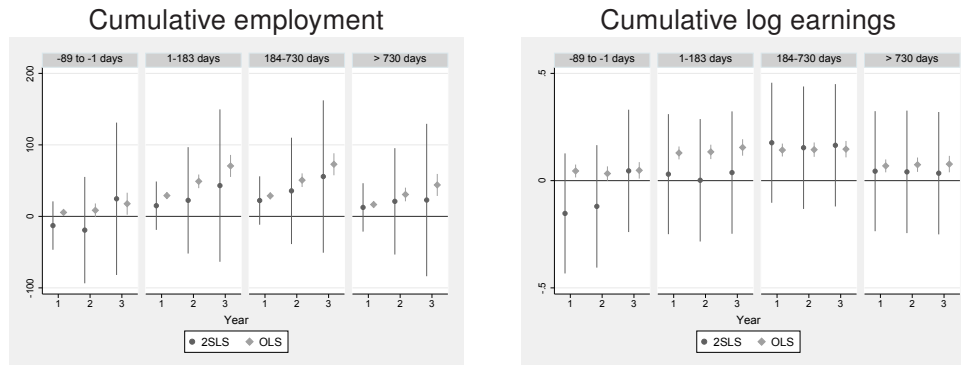 Cumulative employment
-89 to -1 days 1-183 days 184-730 days > 730 days
200
100
0
-100
1 2 3 1 2 3 1 2 3 1 2 3
Year
2SLS OLS
Cumulative log earnings
-89 to -1 days 1-183 days 184-730 days > 730 days
.5
0
-.5
1 2 3 1 2 3 1 2 3 1 2 3
Year
2SLS OLS